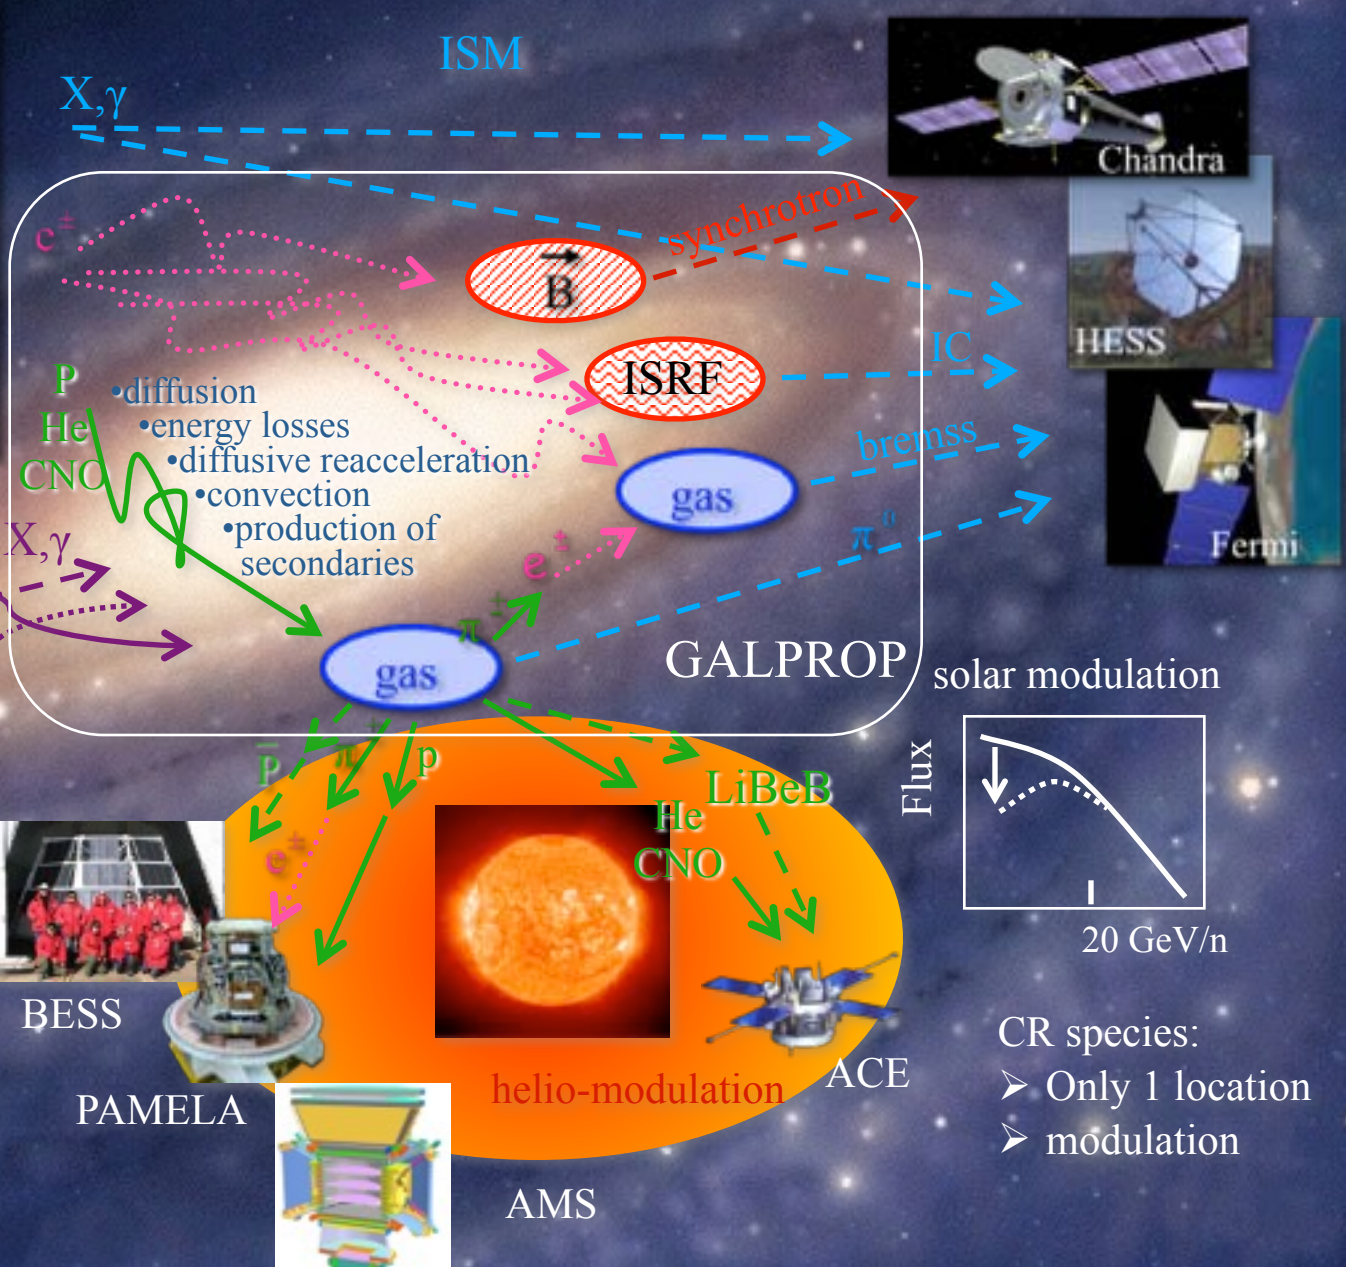 ISM
X,γ
Chandra
synchrotron
e±
B
HESS
IC
ISRF
P
He
CNO
•diffusion
•energy losses
•diffusive reacceleration
•convection
•production of
secondaries
bremss
gas
π0
Fermi
X,γ
e±
π±
gas
GALPROP
solar modulation
P̄
π±
p
LiBeB
He
CNO
Flux
e±
20 GeV/n
BESS
CR species:
➢ Only 1 location
➢ modulation
ACE
helio-modulation
PAMELA
AMS